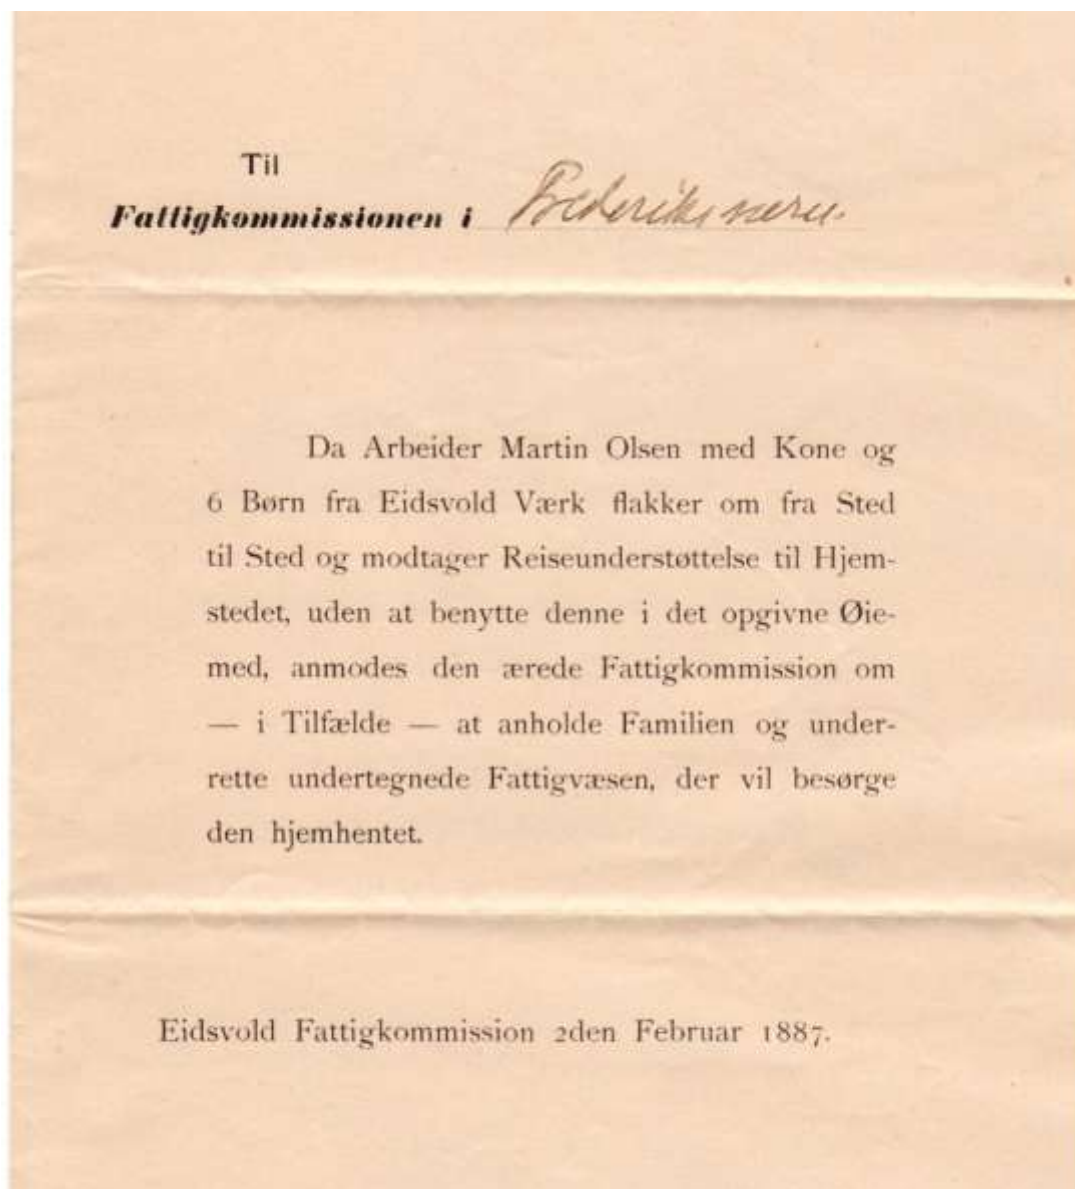 Til
Fattigkommissionen i Frederiksværn.
Da Arbeider Martin Olsen med Kone og
6 Børn fra Eidsvold Værk flakker om fra Sted
til Sted og modtager Reiseunderstøttelse til Hjem-
stedet, uden at benytte denne i det opgivne Øie-
med, anmodes den ærede Fattigkommission om
— i Tilfælde — at anholde Familien og under-
rette undertegnede Fattigvæsen, der vil besørge
den hjemhentet.
Eidsvold Fattigkommission 2den Februar 1887.